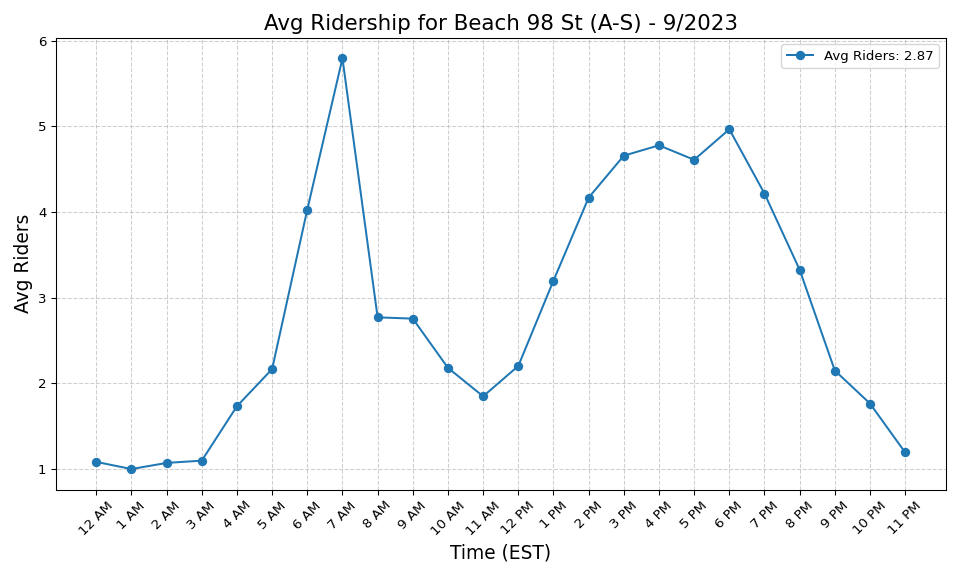 Avg Ridership for Beach 98 St (A-S) - 9/2023
Avg Riders: 2.87
Avg Riders
6
5
4
3
2
1
12 AM
1 AM
2 AM
3 AM
4 AM
5 AM
6 AM
7 AM
8 AM
9 AM
10 AM
11 AM
12 PM
1 PM
2 PM
3 PM
4 PM
5 PM
6 PM
7 PM
8 PM
9 PM
10 PM
11 PM
Time (EST)